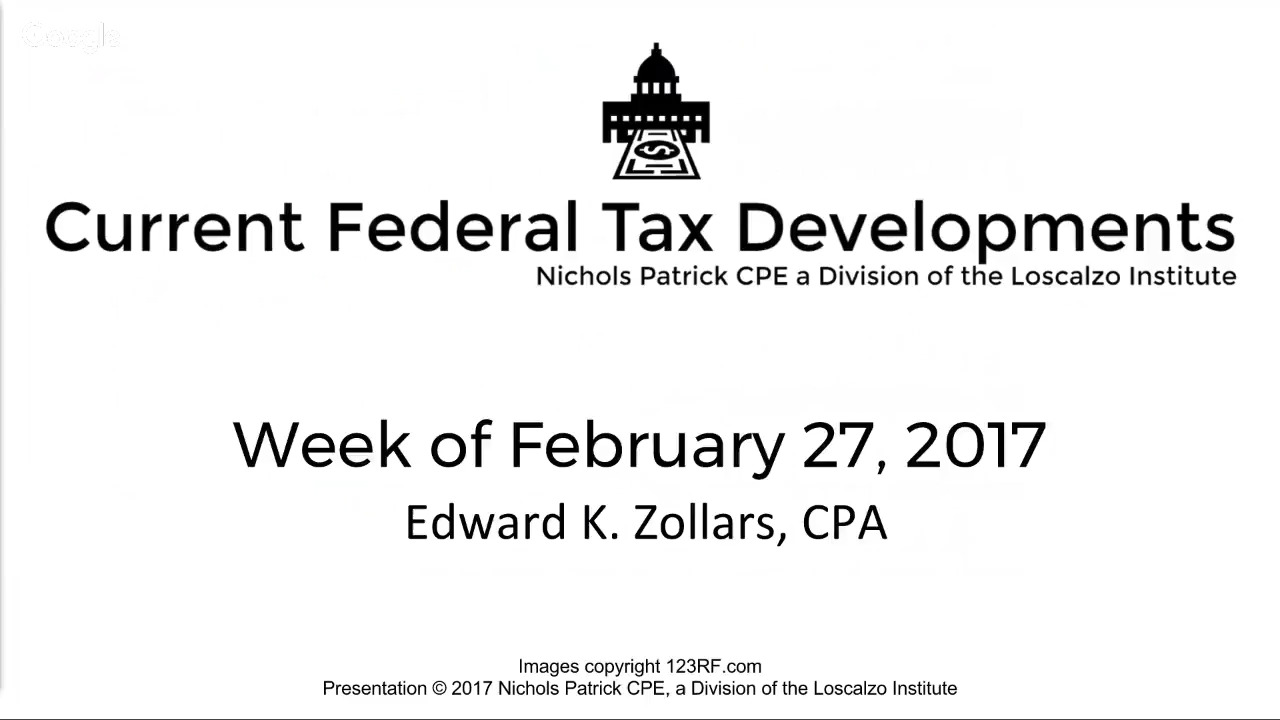 Google
Current Federal Tax Developments
Nichols Patrick CPE a Division of the Loscalzo Institute
Week of February 27, 2017
Edward K. Zollars, CPA
Images copyright 123RF.com
Presentation © 2017 Nichols Patrick CPE, a Division of the Loscalzo Institute